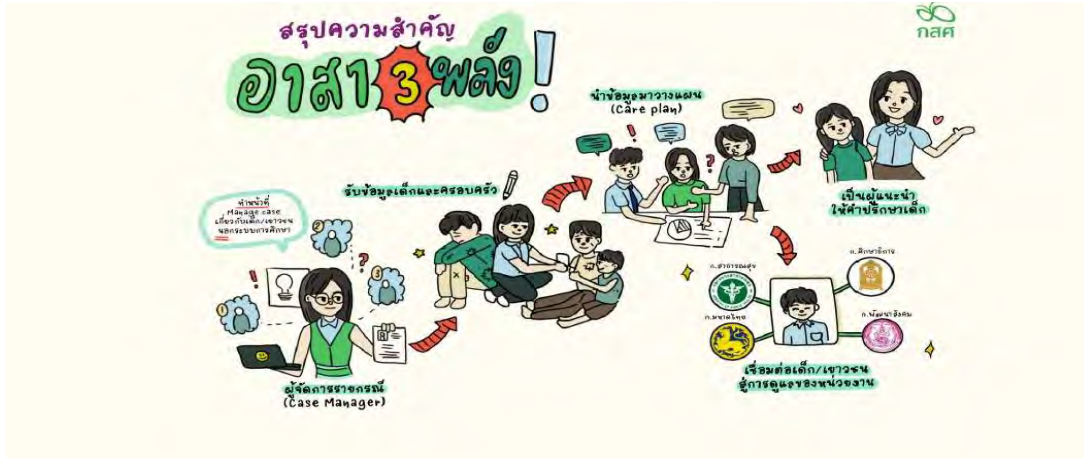 สรุปความสำคัญ
อาสา 3 พลัง!
กสศ
ทำหน้าที่
Manage case
เกี่ยวกับเด็ก/เยาวชน
นอกระบบการศึกษา
1
2
3
ผู้จัดการรายกรณี
(Case Manager)
รับข้อมูลเด็กและครอบครัว
นำข้อมูลมาวางแผน
(Care plan)
เป็นผู้แนะนำ
ให้คำปรึกษาเด็ก
ก.สาธารณสุข
ก.ศึกษาธิการ
ก.มหาดไทย
ก.พัฒนาสังคม
เชื่อมต่อเด็ก/เยาวชน
สู่การดูแลของหน่วยงาน